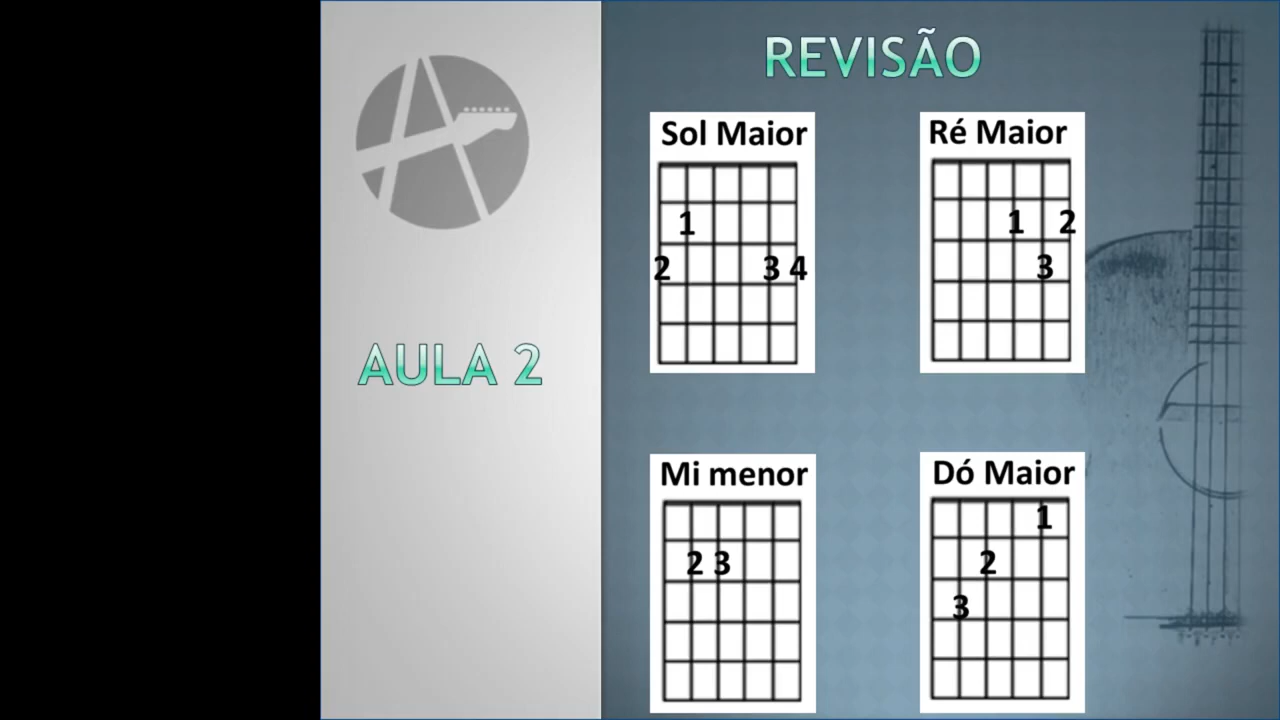 REVISÃO
AULA 2
Sol Maior
1
2 3 4
Ré Maior
1 2
3
Mi menor
2 3
Dó Maior
1
2
3